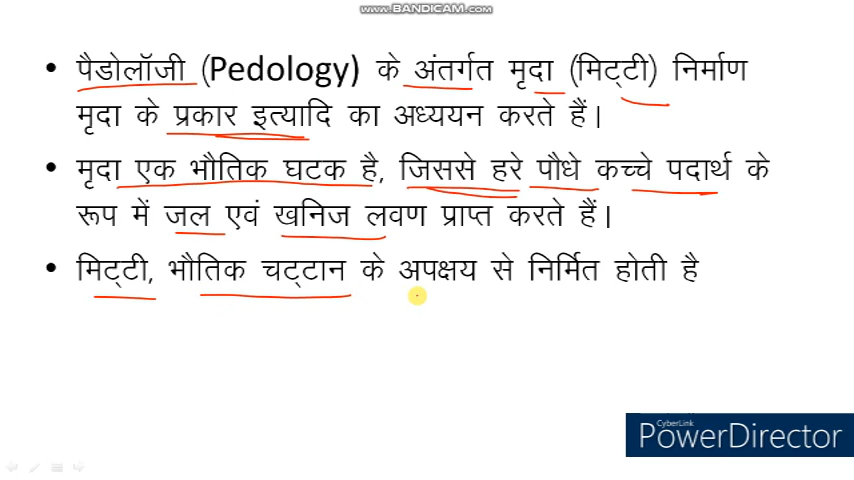 www.BANDICAM.com
• पैडोलॉजी (Pedology) के अंतर्गत मृदा (मिट्टी) निर्माण
मृदा के प्रकार इत्यादि का अध्ययन करते हैं।
• मृदा एक भौतिक घटक है, जिससे हरे पौधे कच्चे पदार्थ के
रूप में जल एवं खनिज लवण प्राप्त करते हैं।
• मिट्टी, भौतिक चट्टान के अपक्षय से निर्मित होती है
CyberLink
PowerDirector